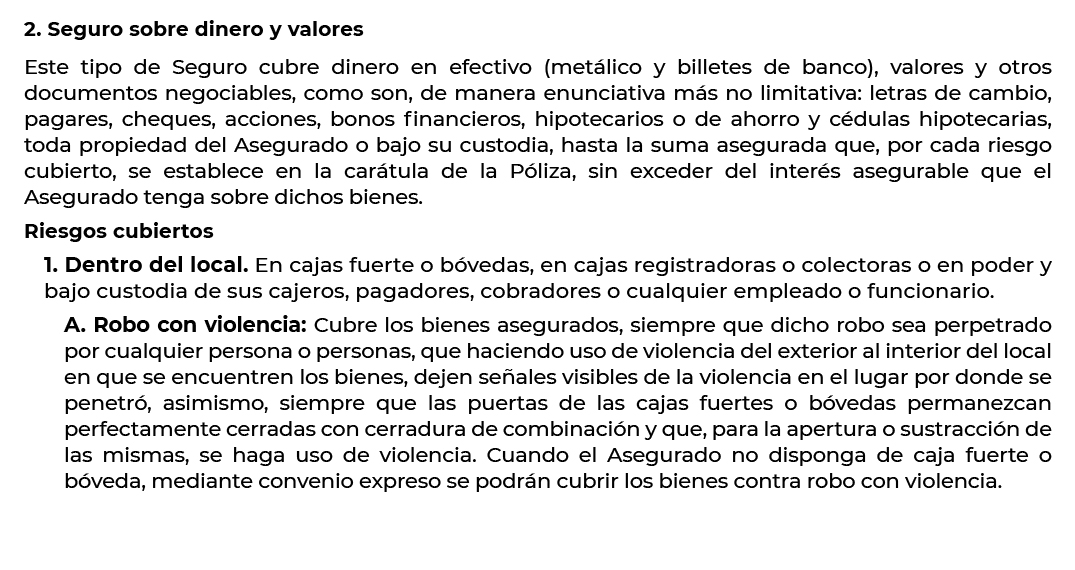 2. Seguro sobre dinero y valores
Este tipo de Seguro cubre dinero en efectivo (metálico y billetes de banco), valores y otros
documentos negociables, como son, de manera enunciativa más no limitativa: letras de cambio,
pagares, cheques, acciones, bonos financieros, hipotecarios o de ahorro y cédulas hipotecarias,
toda propiedad del Asegurado o bajo su custodia, hasta la suma asegurada que, por cada riesgo
cubierto, se establece en la carátula de la Póliza, sin exceder del interés asegurable que el
Asegurado tenga sobre dichos bienes.
Riesgos cubiertos
1. Dentro del local. En cajas fuerte o bóvedas, en cajas registradoras o colectoras o en poder y
bajo custodia de sus cajeros, pagadores, cobradores o cualquier empleado o funcionario.
A. Robo con violencia: Cubre los bienes asegurados, siempre que dicho robo sea perpetrado
por cualquier persona o personas, que haciendo uso de violencia del exterior al interior del local
en que se encuentren los bienes, dejen señales visibles de la violencia en el lugar por donde se
penetró, asimismo, siempre que las puertas de las cajas fuertes o bóvedas permanezcan
perfectamente cerradas con cerradura de combinación y que, para la apertura o sustracción de
las mismas, se haga uso de violencia. Cuando el Asegurado no disponga de caja fuerte o
bóveda, mediante convenio expreso se podrán cubrir los bienes contra robo con violencia.